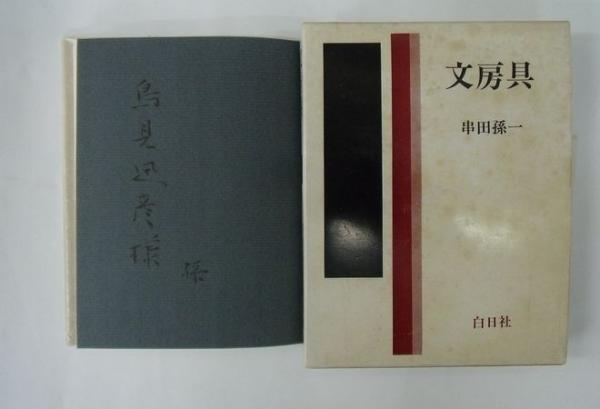 鳥見迅彦様
孫
文房具
串田孫一
白日社